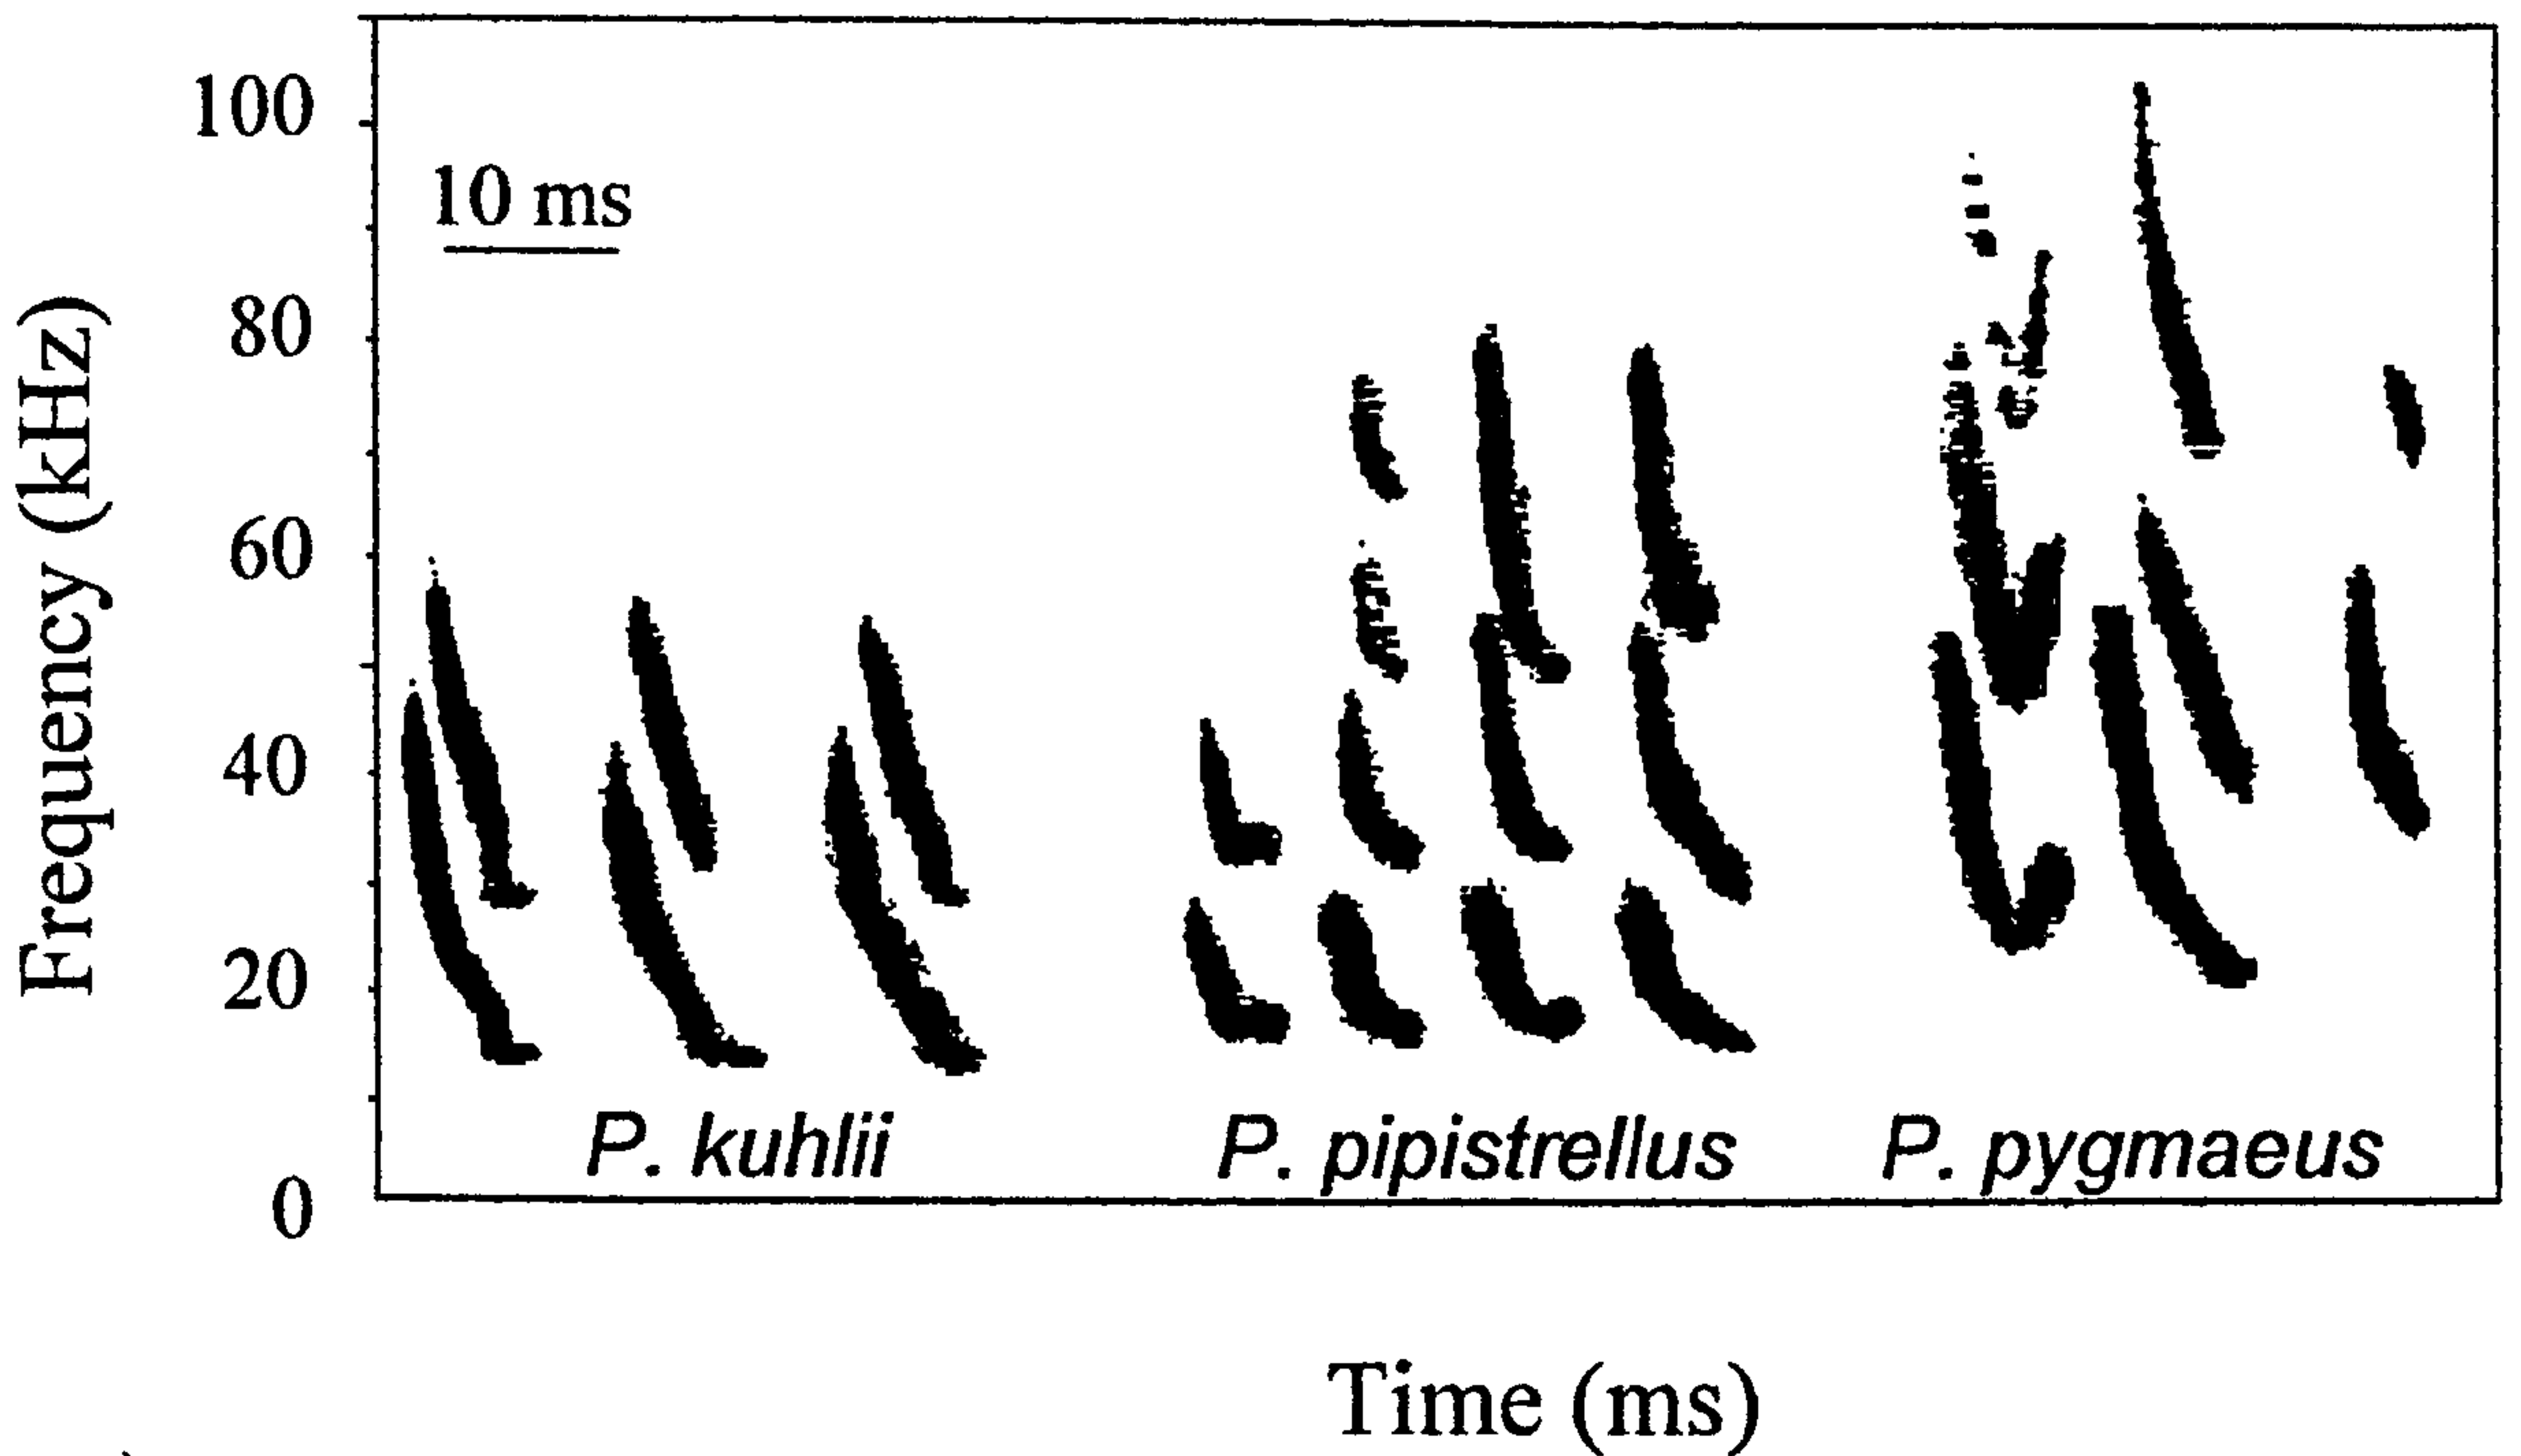 100
10 ms
80
60
40
20
0
Frequency (kHz)
P. kuhlii
P. pipistrellus
P. pygmaeus
Time (ms)